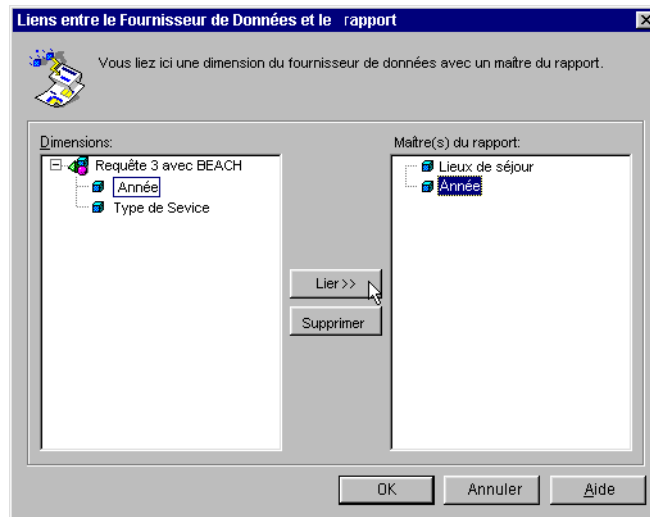 Liens entre le Fournisseur de Données et le rapport
Vous liez ici une dimension du fournisseur de données avec un maître du rapport.
Dimensions:
Requête 3 avec BEACH
Année
Type de Sevice
Lier >>
Supprimer
Maître(s) du rapport:
Lieux de séjour
Année
OK
Annuler
Aide